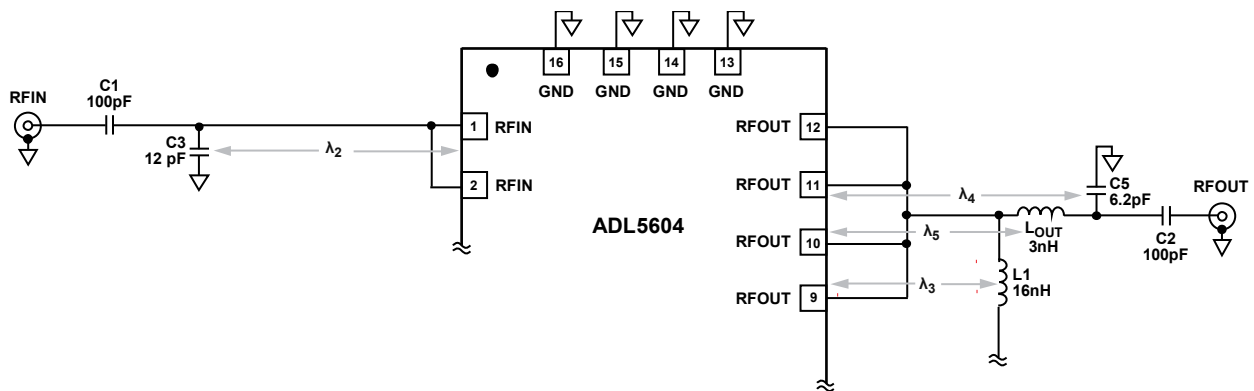 16
15
14
13
GND
GND
GND
GND
RFIN
C1
100pF
C3
12 pF
λ2
1
RFIN
2
RFIN
ADL5604
RFOUT
12
RFOUT
11
RFOUT
10
RFOUT
9
λ4
λ5
λ3
LOUT
3nH
L1
16nH
C5
6.2pF
C2
100pF
RFOUT